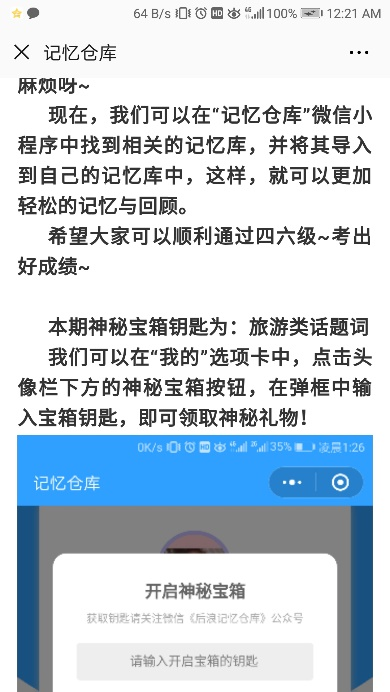 64 B/s HD 4G 100% 12:21 AM
记忆仓库
麻烦呀~
现在，我们可以在“记忆仓库”微信小
程序中找到相关的记忆库，并将其导入
到自己的记忆库中，这样，就可以更加
轻松的记忆与回顾。
希望大家可以顺利通过四六级~考出
好成绩~
本期神秘宝箱钥匙为：旅游类话题词
我们可以在“我的”选项卡中，点击头
像栏下方的神秘宝箱按钮，在弹框中输
入宝箱钥匙，即可领取神秘礼物！
0K/s HD 4G 2G 35% 凌晨1:26
记忆仓库
开启神秘宝箱
获取钥匙请关注微信《后浪记忆仓库》公众号
请输入开启宝箱的钥匙